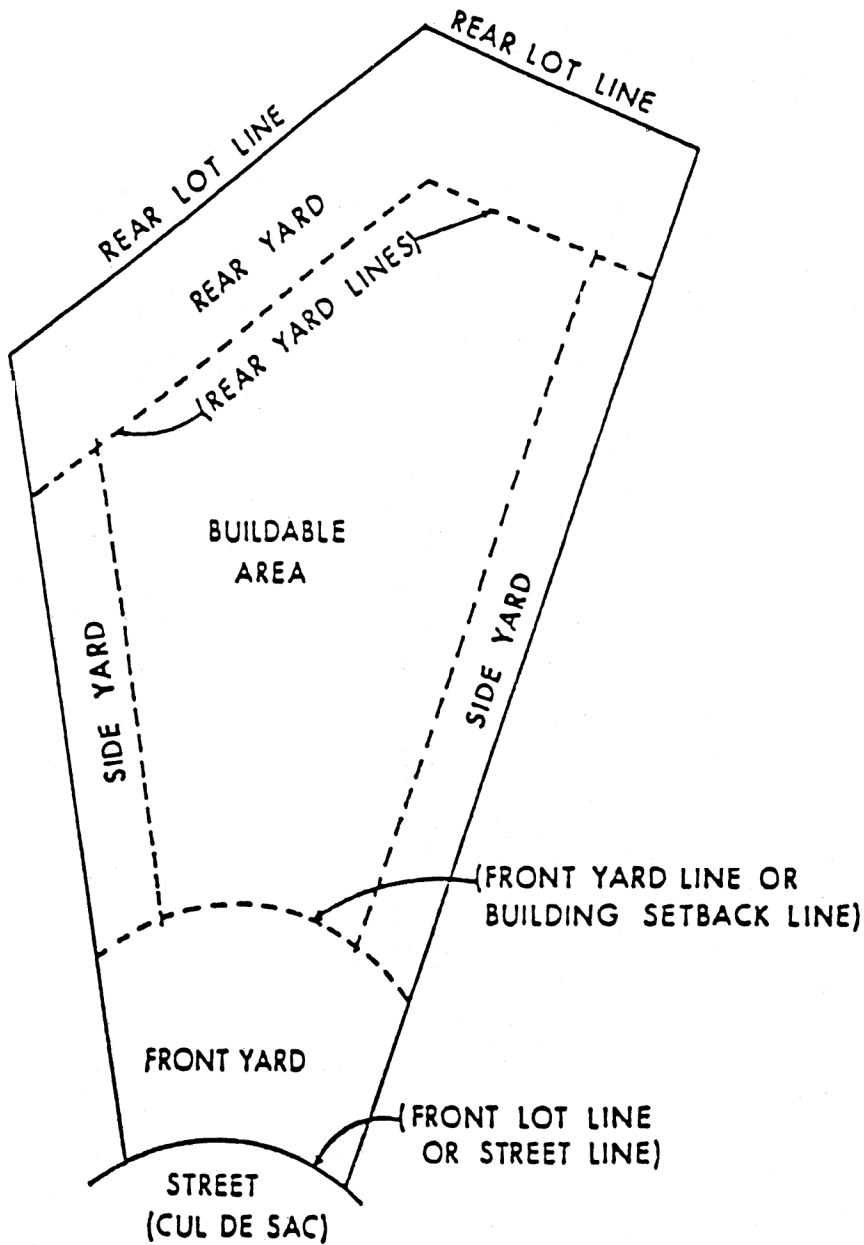 REAR LOT LINE
REAR LOT LINE
REAR YARD
(REAR YARD LINES)
BUILDABLE
AREA
SIDE YARD
SIDE YARD
(FRONT YARD LINE OR
BUILDING SETBACK LINE)
FRONT YARD
(FRONT LOT LINE
OR STREET LINE)
STREET
(CUL DE SAC)